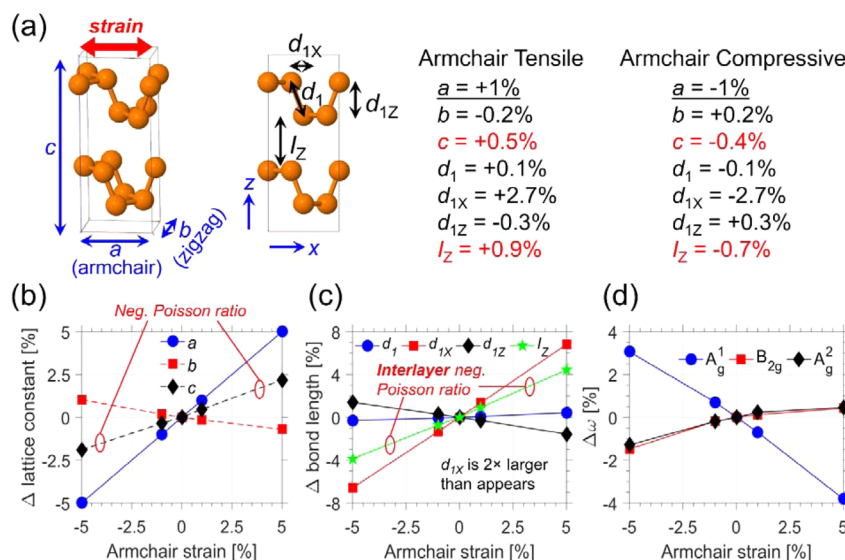 (a)
strain
c
a
(armchair)
b
(zigzag)
d1X
d1
d1Z
IZ
z
x
Armchair Tensile
a = +1%
b = -0.2%
c = +0.5%
d1 = +0.1%
d1X = +2.7%
d1Z = -0.3%
IZ = +0.9%
Armchair Compressive
a = -1%
b = +0.2%
c = -0.4%
d1 = -0.1%
d1X = -2.7%
d1Z = +0.3%
IZ = -0.7%
(b)
Neg. Poisson ratio
a
b
c
Δ lattice constant [%]
5
2.5
0
-2.5
-5
-5
-2.5
0
2.5
5
Armchair strain [%]
(c)
d1
d1X
d1Z
IZ
Interlayer neg.
Poisson ratio
d1X is 2× larger
than appears
Δ bond length [%]
8
4
0
-4
-8
-5
-2.5
0
2.5
5
Armchair strain [%]
(d)
A1g
B2g
A2g
Δω [%]
4
2
0
-2
-4
-5
-2.5
0
2.5
5
Armchair strain [%]